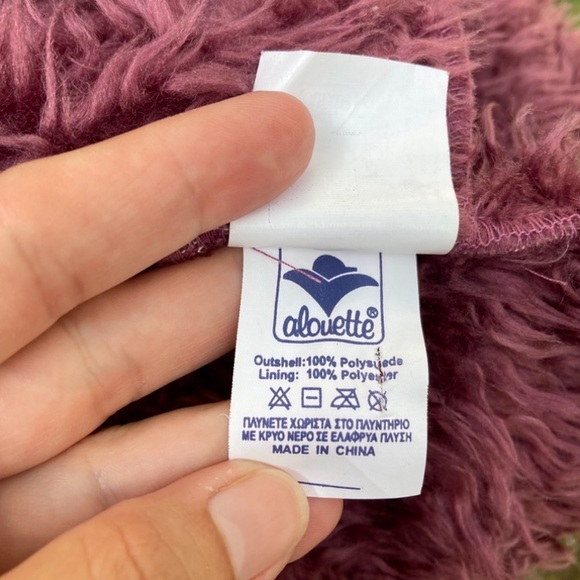 alouette®
Outshell:100% Polysuede
Lining: 100% Polyester
ΠΛΥΝΕΤΕ ΧΩΡΙΣΤΑ ΣΤΟ ΠΛΥΝΤΗΡΙΟ
ΜΕ ΚΡΥΟ ΝΕΡΟ ΣΕ ΕΛΑΦΡΥΑ ΠΛΥΣΗ
MADE IN CHINA